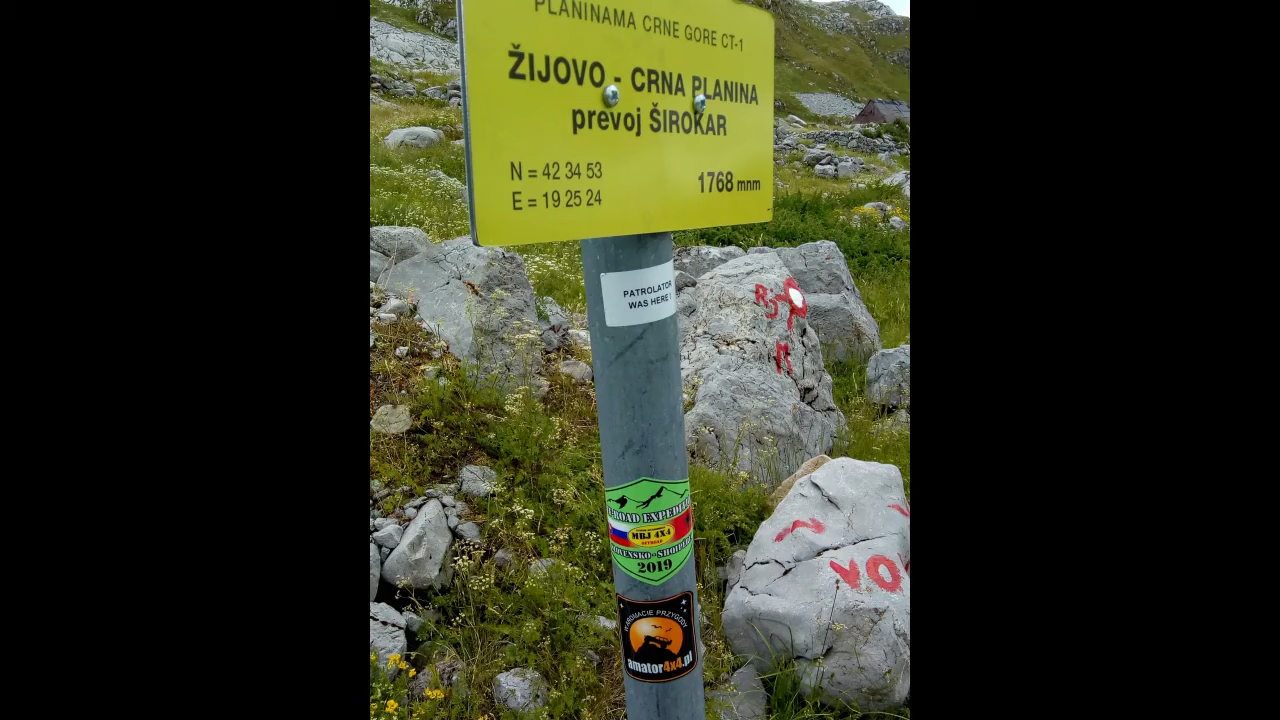 PLANINAMA CRNE GORE CT-1
ŽIJOVO - CRNA PLANINA
prevoj ŠIROKAR
N = 42 34 53
E = 19 25 24
1768 mnm
PATROLATOR
WAS HERE
MBJ 4X4
2019
PRZYGODY
amator4x4.pl